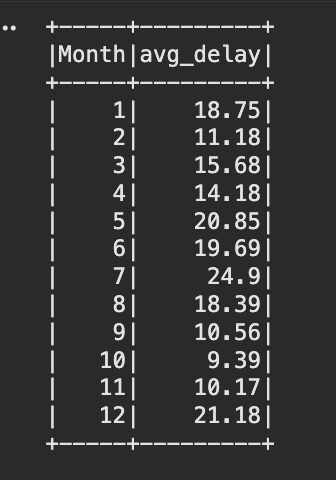 +-----+---------+
|Month|avg_delay|
+-----+---------+
|    1|    18.75|
|    2|    11.18|
|    3|    15.68|
|    4|    14.18|
|    5|    20.85|
|    6|    19.69|
|    7|     24.9|
|    8|    18.39|
|    9|    10.56|
|   10|     9.39|
|   11|    10.17|
|   12|    21.18|
+-----+---------+